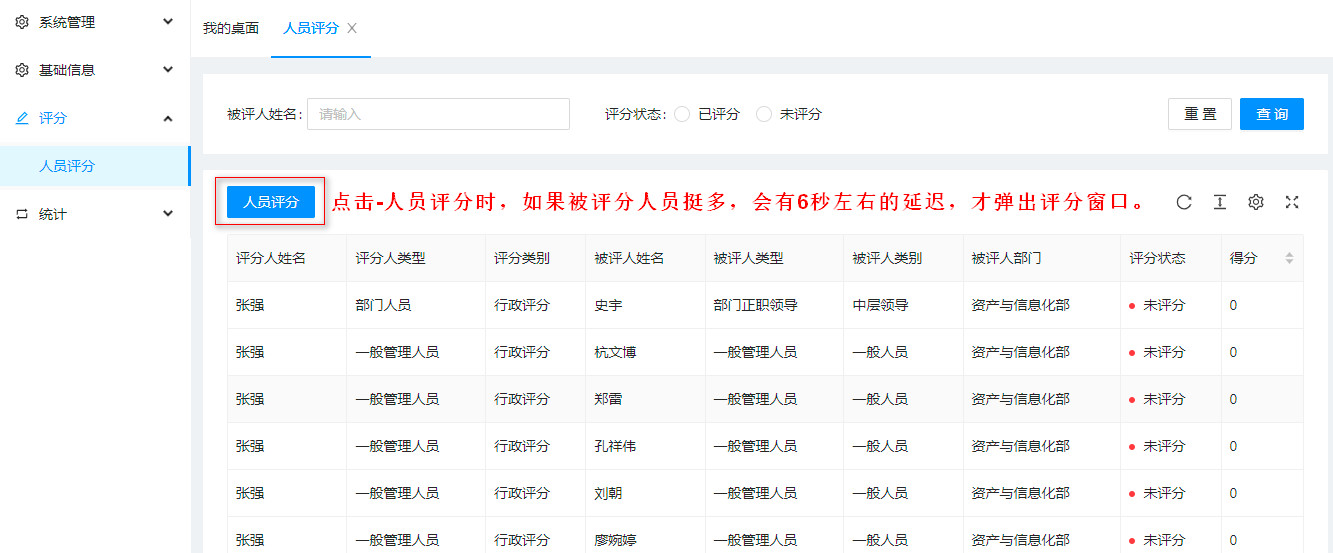 系统管理
基础信息
评分
人员评分
统计
我的桌面 人员评分 X
被评人姓名: 请输入 评分状态: 已评分 未评分 重 置 查 询
人员评分 点击-人员评分时，如果被评分人员挺多，会有6秒左右的延迟，才弹出评分窗口。
评分人姓名 评分人类型 评分类别 被评人姓名 被评人类型 被评人类别 被评人部门 评分状态 得分
张强 部门人员 行政评分 史宇 部门正职领导 中层领导 资产与信息化部 未评分 0
张强 一般管理人员 行政评分 杭文博 一般管理人员 一般人员 资产与信息化部 未评分 0
张强 一般管理人员 行政评分 郑雷 一般管理人员 一般人员 资产与信息化部 未评分 0
张强 一般管理人员 行政评分 孔祥伟 一般管理人员 一般人员 资产与信息化部 未评分 0
张强 一般管理人员 行政评分 刘朝 一般管理人员 一般人员 资产与信息化部 未评分 0
张强 一般管理人员 行政评分 廖婉婷 一般管理人员 一般人员 资产与信息化部 未评分 0